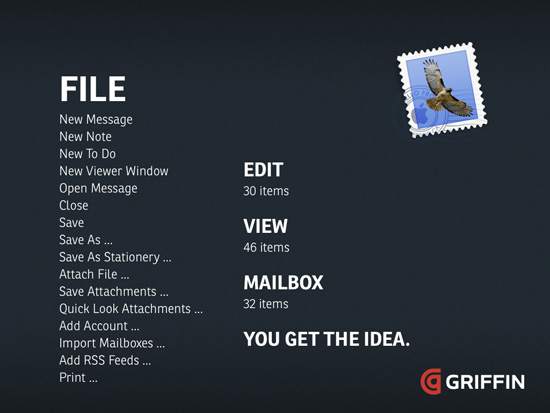 FILE
New Message
New Note
New To Do
New Viewer Window
Open Message
Close
Save
Save As ...
Save As Stationery ...
Attach File ...
Save Attachments ...
Quick Look Attachments ...
Add Account ...
Import Mailboxes ...
Add RSS Feeds ...
Print ...
EDIT
30 items
VIEW
46 items
MAILBOX
32 items
YOU GET THE IDEA.
GRIFFIN